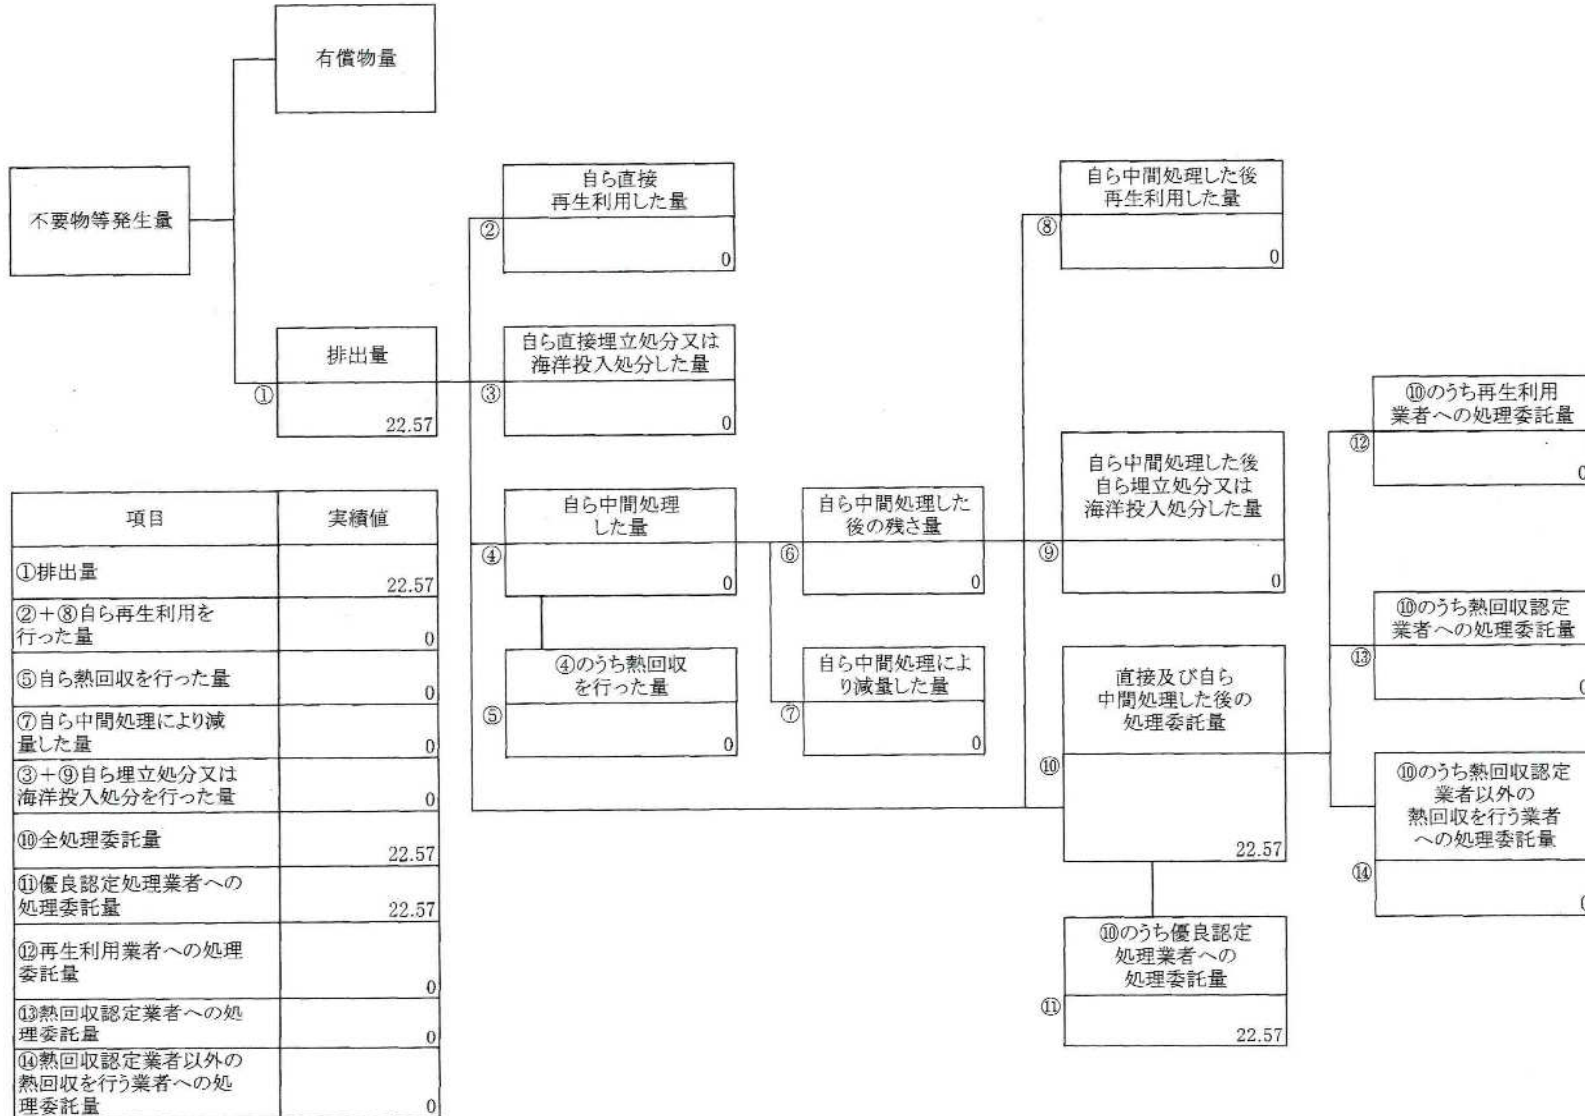 有償物量
不要物等発生量
排出量
①
22.57
自ら直接
再生利用した量
②
0
自ら直接埋立処分又は
海洋投入処分した量
③
0
自ら中間処理
した量
④
0
④のうち熱回収
を行った量
⑤
0
自ら中間処理した
後の残さ量
⑥
0
自ら中間処理によ
り減量した量
⑦
0
自ら中間処理した後
再生利用した量
⑧
0
自ら中間処理した後
自ら埋立処分又は
海洋投入処分した量
⑨
0
直接及び自ら
中間処理した後の
処理委託量
⑩
22.57
⑩のうち優良認定
処理業者への
処理委託量
⑪
22.57
⑩のうち再生利用
業者への処理委託量
⑫
0
⑩のうち熱回収認定
業者への処理委託量
⑬
0
⑩のうち熱回収認定
業者以外の
熱回収を行う業者
への処理委託量
⑭
0
項目 実績値
①排出量 22.57
②+⑧自ら再生利用を
行った量 0
⑤自ら熱回収を行った量 0
⑦自ら中間処理により減
量した量 0
③+⑨自ら埋立処分又は
海洋投入処分を行った量 0
⑩全処理委託量 22.57
⑪優良認定処理業者への
処理委託量 22.57
⑫再生利用業者への処理
委託量 0
⑬熱回収認定業者への処
理委託量 0
⑭熱回収認定業者以外の
熱回収を行う業者への処
理委託量 0